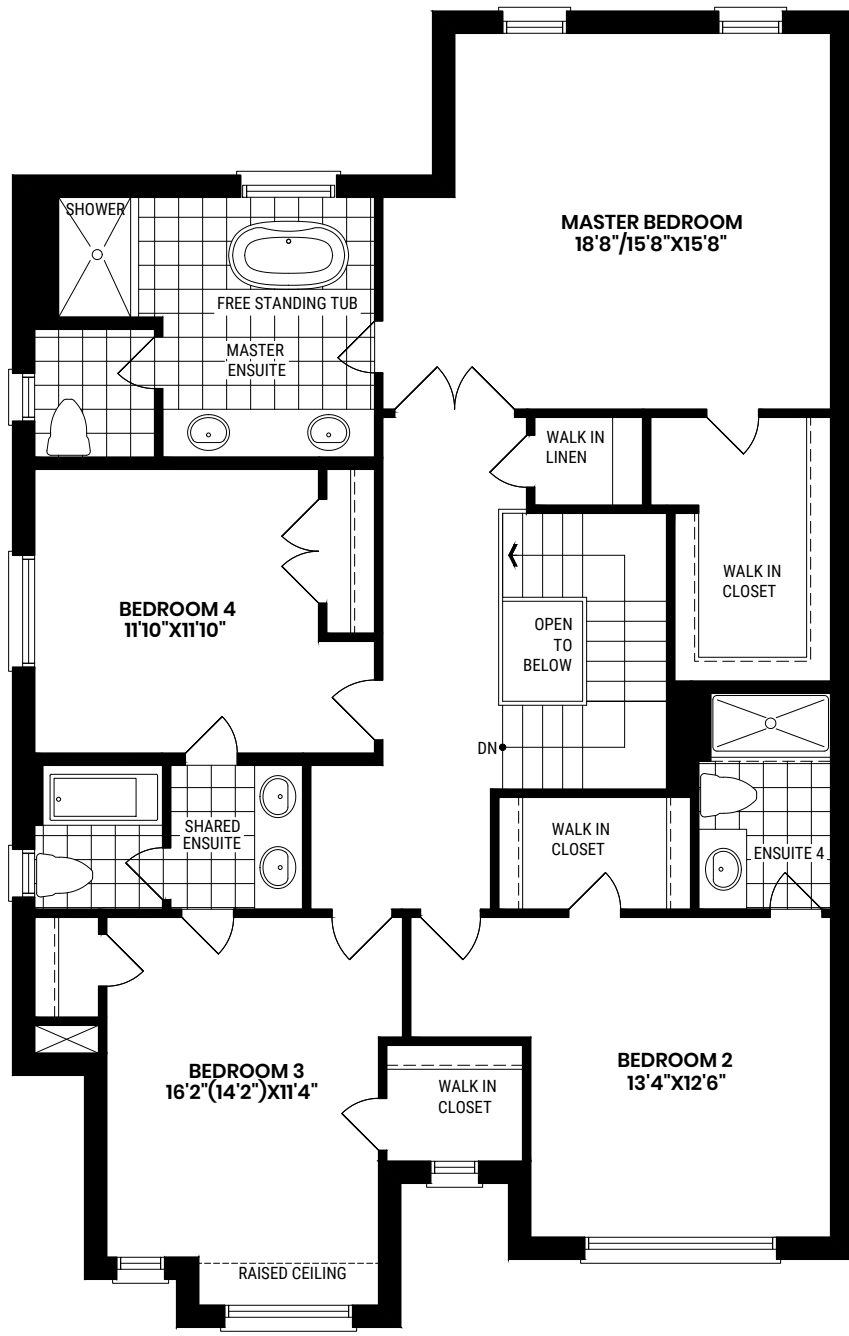 SHOWER
MASTER BEDROOM
18'8"/15'8"X15'8"
FREE STANDING TUB
MASTER
ENSUITE
WALK IN
LINEN
WALK IN
CLOSET
BEDROOM 4
11'10"X11'10"
OPEN
TO
BELOW
DN
SHARED
ENSUITE
WALK IN
CLOSET
ENSUITE 4
BEDROOM 3
16'2"(14'2")X11'4"
WALK IN
CLOSET
BEDROOM 2
13'4"X12'6"
RAISED CEILING